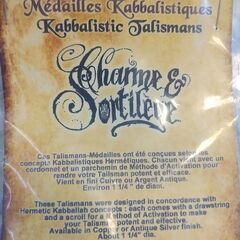 Médailles Kabbalistiques
Kabbalistic Talismans
Charme &
Sortilège
Ces Talismans-Médailles ont été conçues selon les
concepts Kabbalistiques Hermétiques. Chacun vient avec un
cordonnet et un parchemin de Méthode d'Activation pour
rendre votre Talisman potent et efficace.
Vient en fini Cuivre ou Argent Antique.
Environ 1 1/4" de diam.
These Talismans were designed in accordance with
Hermetic Kabbalah concepts : each comes with a drawstring
and a scroll for a Method of Activation to make
your Talisman potent and effective.
Available in Copper or Antique Silver finish.
About 1 1/4" dia.